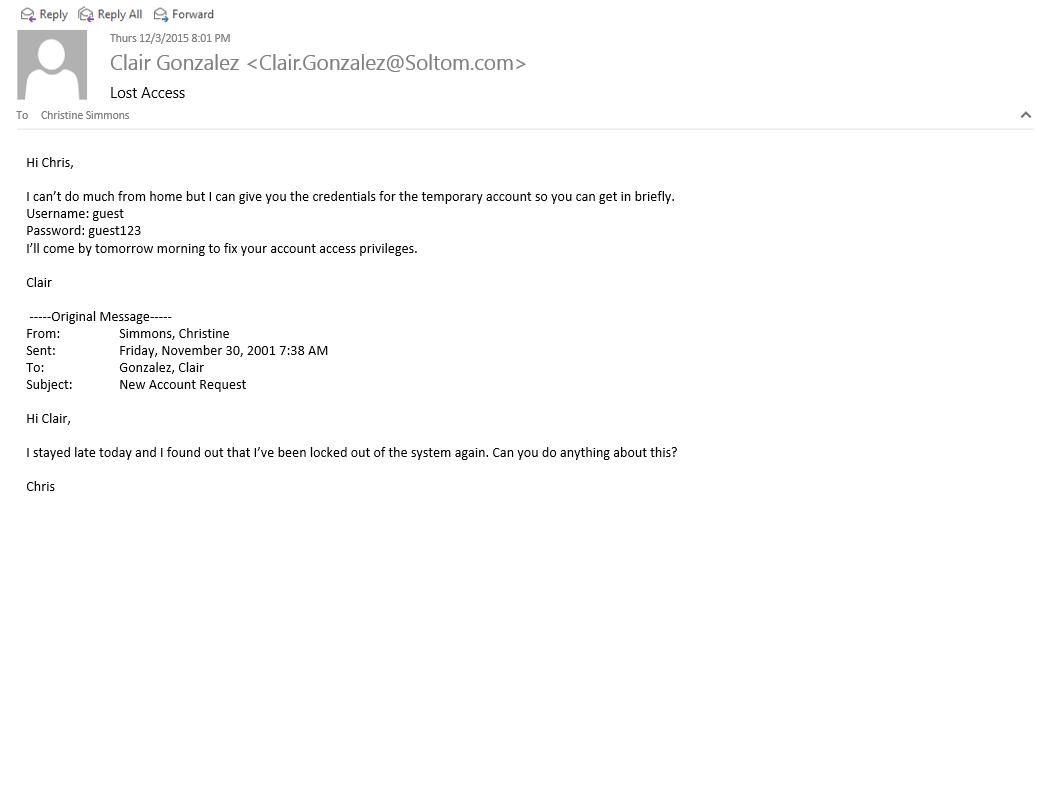 Reply Reply All Forward
Thurs 12/3/2015 8:01 PM
Clair Gonzalez <Clair.Gonzalez@Soltom.com>
Lost Access
To Christine Simmons
Hi Chris,
I can’t do much from home but I can give you the credentials for the temporary account so you can get in briefly.
Username: guest
Password: guest123
I’ll come by tomorrow morning to fix your account access privileges.
Clair
-----Original Message-----
From: Simmons, Christine
Sent: Friday, November 30, 2001 7:38 AM
To: Gonzalez, Clair
Subject: New Account Request
Hi Clair,
I stayed late today and I found out that I’ve been locked out of the system again. Can you do anything about this?
Chris